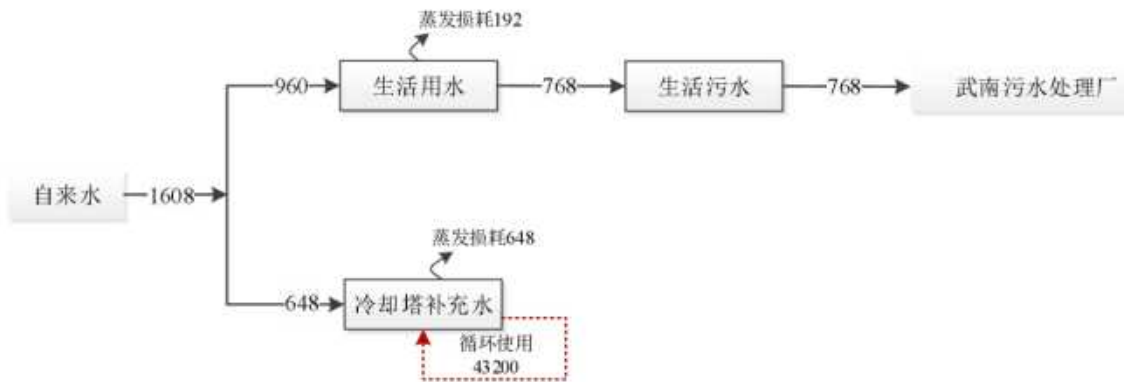 蒸发损耗192
960
生活用水
768
生活污水
768
武南污水处理厂
自来水
1608
蒸发损耗648
648
冷却塔补充水
循环使用
43200